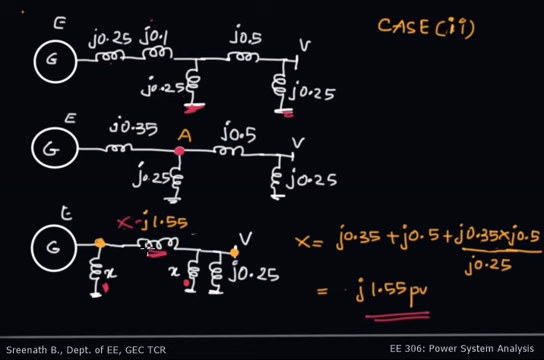 E
CASE(ii)
j0.25 j0.1 j0.5 V
G
j0.25 j0.25
E
j0.35 A j0.5 V
G
j0.25 j0.25
E
x=j1.55 V
G
x x j0.25
x= j0.35 +j0.5 + j0.35xj0.5
j0.25
= j1.55 pu
Sreenath B., Dept. of EE, GEC TCR
EE 306: Power System Analysis